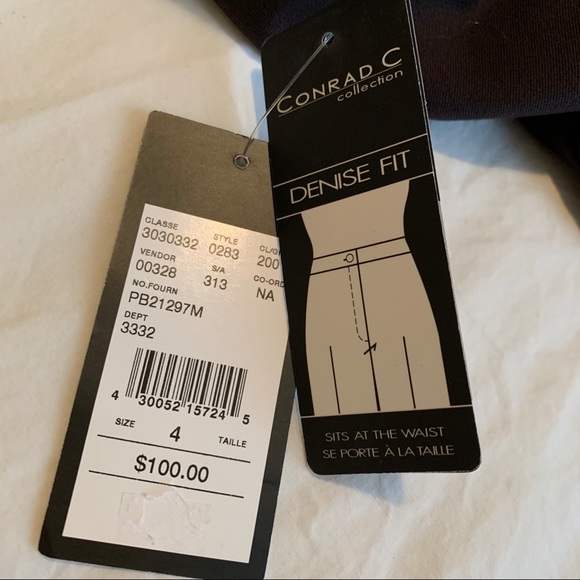 CONRAD C
collection
DENISE FIT
SITS AT THE WAIST
SE PORTE À LA TAILLE
CLASSE STYLE
3030332 0283 200
VENDOR S/A CO-ORD
00328 313 NA
NO.FOURN
PB21297M
DEPT
3332
4 30052 15724 5
SIZE 4 TAILLE
$100.00